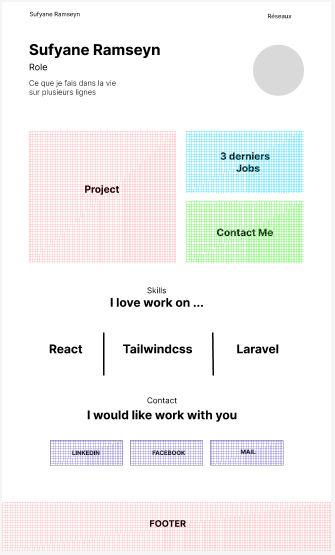 Sufyane Ramseyn
Réseaux
Sufyane Ramseyn
Role
Ce que je fais dans la vie
sur plusieurs lignes
Project
3 derniers
Jobs
Contact Me
Skills
I love work on ...
React
Tailwindcss
Laravel
Contact
I would like work with you
LINKEDIN
FACEBOOK
MAIL
FOOTER